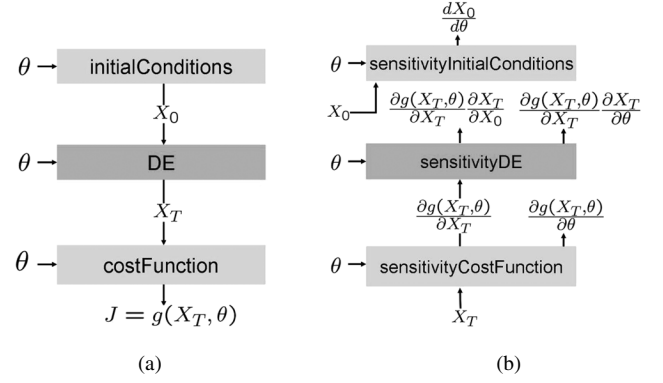 θ initialConditions
X_0
θ DE
X_T
θ costFunction
J = g(X_T, θ)
(a)
dX_0/dθ
θ sensitivityInitialConditions
X_0
∂g(X_T,θ)/∂X_T ∂X_T/∂X_0 ∂g(X_T,θ)/∂X_T ∂X_T/∂θ
θ sensitivityDE
∂g(X_T,θ)/∂X_T ∂g(X_T,θ)/∂θ
θ sensitivityCostFunction
X_T
(b)